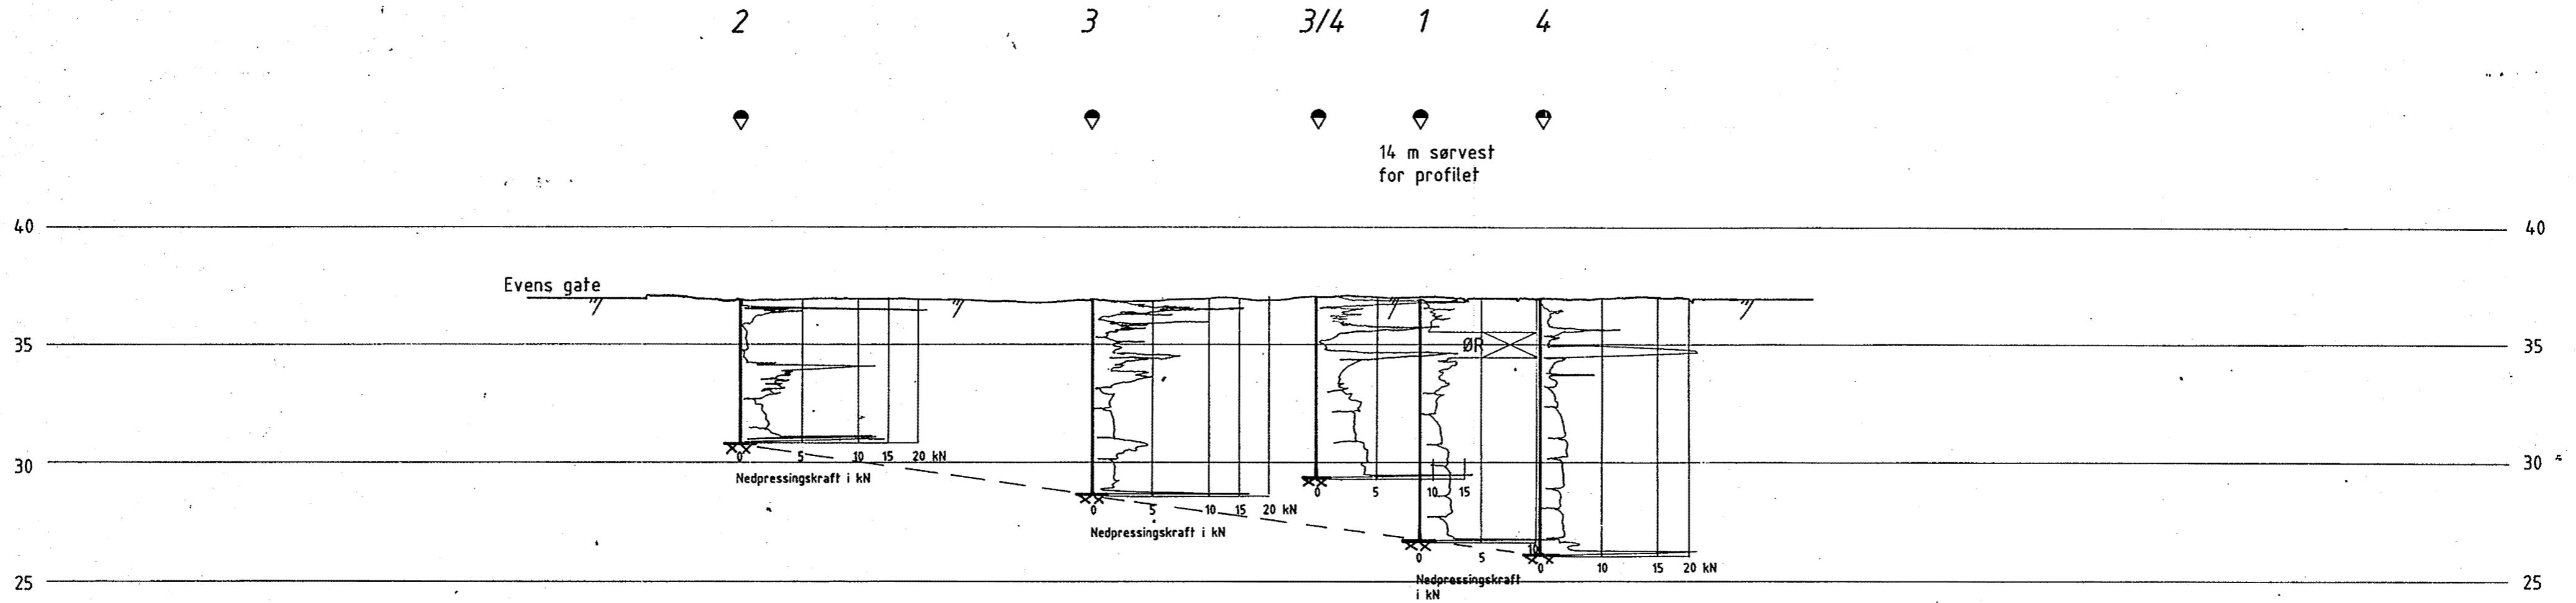 2 3 3/4 1 4
14 m sørvest
for profilet
40 40
Evens gate
35 ØR 35
30 30
0 5 10 15 20 kN
Nedpressingskraft i kN
0 5 10 15
0 5 10 15 20 kN
Nedpressingskraft i kN
0 5 10
0 10 15 20 kN
Nedpressingskraft
i kN
25 25